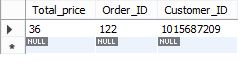 Total_price Order_ID Customer_ID
36 122 1015687209
NULL NULL NULL